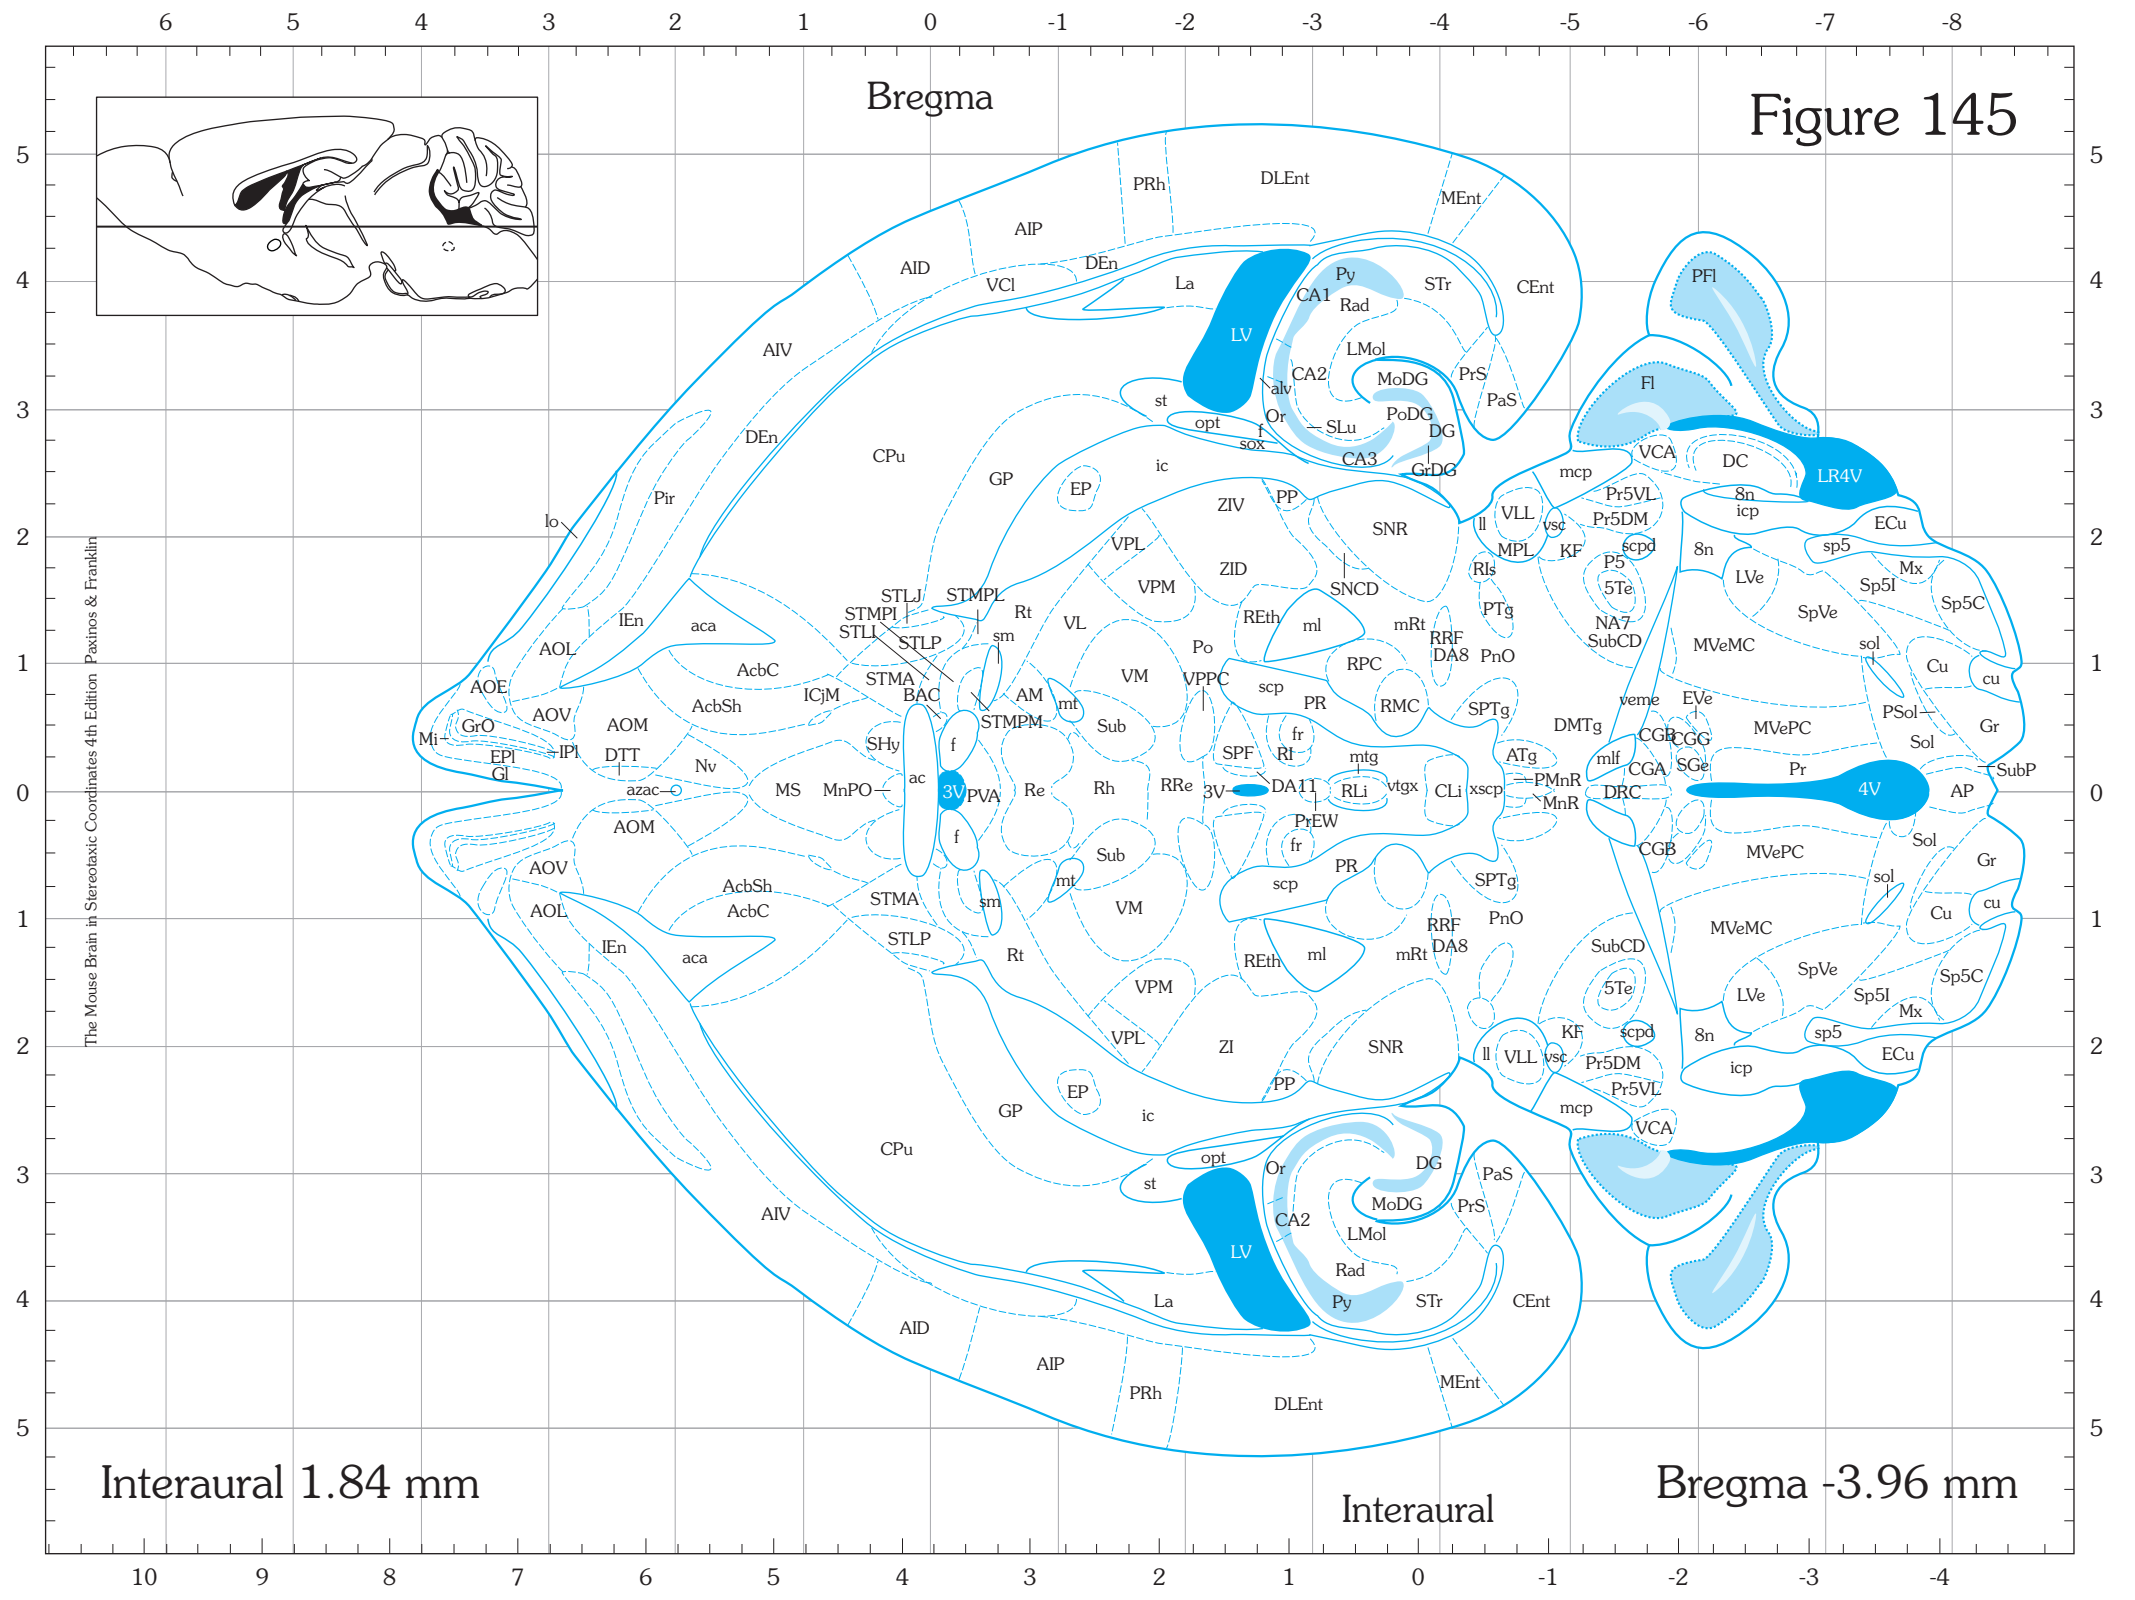 6 5 4 3 2 1 0 -1 -2 -3 -4 -5 -6 -7 -8
Bregma
Figure 145
5 PRh DLEnt MEnt 5
AIP
AID DEn
4 VCl La Py STr CEnt PFl 4
CA1 Rad
LV
AIV LMol
CA2 MoDG PrS Fl
alv
3 st Or PoDG PaS 3
opt f SLu DG
DEn sox
CPu ic CA3 GrDG VCA DC
GP EP mcp LR4V
Pir ZIV PP Pr5VL 8n
lo SNR ll VLL vsc Pr5DM icp ECu
2 VPL MPL KF scpd 8n sp5 2
ZID RIs P5 Mx
VPM SNCD 5Te LVe Sp5I
STLJ STMPL Rt REth PTg Sp5C
STMPI IEn aca VL ml mRt NA7 SpVe
STLI STLP sm RRF SubCD MVeMC sol
AOL Po DA8 PnO
1 AcbC VM RPC Cu 1
STMA VPPC scp cu
AOE BAC AM mt PR RMC veme EVe
ICjM AcbSh
AOV STMPM SPTg PSol
GrO AOM Sub DMTg CGB CGG MVePC Gr
Mi SHy f fr
IPl DTT SPF RI ATg Sol
EPl mtg mlf SGe
Gl Nv ac CGA Pr SubP
0 azac MS MnPO 3V PVA Re Rh RRe 3V DA11 RLi vtgx CLi xscp PMnR DRC 4V AP 0
MnR
AOM PrEW
f fr Sol
AOV Sub PR CGB MVePC Gr
AcbSh mt scp SPTg sol
STMA sm
AOL AcbC VM PnO Cu cu
1 RRF MVeMC 1
IEn STLP Rt REth ml mRt DA8 SubCD
aca SpVe Sp5C
VPM 5Te LVe Sp5I
Mx
2 VPL ZI SNR ll VLL vsc KF scpd 8n sp5 2
Pr5DM ECu
EP PP icp
GP ic Pr5VL
mcp
CPu VCA
opt Or DG
3 st PaS 3
MoDG PrS
AIV CA2
LV LMol
Rad
4 La Py STr CEnt 4
AID
AIP
PRh DLEnt MEnt
5 5
Interaural 1.84 mm
Interaural
Bregma -3.96 mm
10 9 8 7 6 5 4 3 2 1 0 -1 -2 -3 -4
The Mouse Brain in Stereotaxic Coordinates 4th Edition Paxinos & Franklin